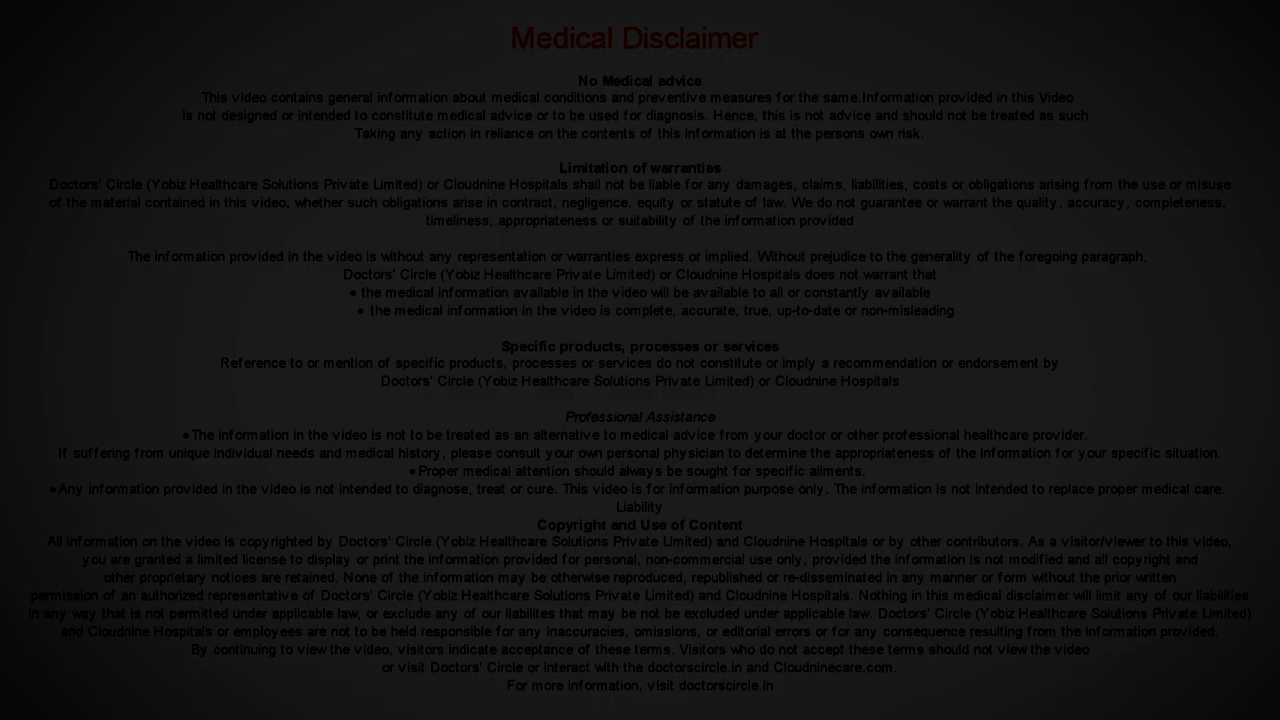 Medical Disclaimer
No Medical advice
This video contains general information about medical conditions and preventive measures for the same.Information provided in this Video
is not designed or intended to constitute medical advice or to be used for diagnosis. Hence, this is not advice and should not be treated as such.
Taking any action in reliance on the contents of this information is at the persons own risk.
Limitation of warranties
Doctors' Circle (Yobiz Healthcare Solutions Private Limited) or Cloudnine Hospitals shall not be liable for any damages, claims, liabilities, costs or obligations arising from the use or misuse
of the material contained in this video, whether such obligations arise in contract, negligence, equity or statute of law. We do not guarantee or warrant the quality, accuracy, completeness,
timeliness, appropriateness or suitability of the information provided
The information provided in the video is without any representation or warranties express or implied. Without prejudice to the generality of the foregoing paragraph,
Doctors' Circle (Yobiz Healthcare Private Limited) or Cloudnine Hospitals does not warrant that
• the medical information available in the video will be available to all or constantly available
• the medical information in the video is complete, accurate, true, up-to-date or non-misleading
Specific products, processes or services
Reference to or mention of specific products, processes or services do not constitute or imply a recommendation or endorsement by
Doctors' Circle (Yobiz Healthcare Solutions Private Limited) or Cloudnine Hospitals
Professional Assistance
•The information in the video is not to be treated as an alternative to medical advice from your doctor or other professional healthcare provider.
If suffering from unique individual needs and medical history, please consult your own personal physician to determine the appropriateness of the information for your specific situation.
•Proper medical attention should always be sought for specific ailments.
•Any information provided in the video is not intended to diagnose, treat or cure. This video is for information purpose only. The information is not intended to replace proper medical care.
Liability
Copyright and Use of Content
All information on the video is copyrighted by Doctors' Circle (Yobiz Healthcare Solutions Private Limited) and Cloudnine Hospitals or by other contributors. As a visitor/viewer to this video,
you are granted a limited license to display or print the information provided for personal, non-commercial use only, provided the information is not modified and all copyright and
other proprietary notices are retained. None of the information may be otherwise reproduced, republished or re-disseminated in any manner or form without the prior written
permission of an authorized representative of Doctors' Circle (Yobiz Healthcare Solutions Private Limited) and Cloudnine Hospitals. Nothing in this medical disclaimer will limit any of our liabilities
in any way that is not permitted under applicable law, or exclude any of our liabilites that may be not be excluded under applicable law. Doctors' Circle (Yobiz Healthcare Solutions Private Limited)
and Cloudnine Hospitals or employees are not to be held responsible for any inaccuracies, omissions, or editorial errors or for any consequence resulting from the information provided.
By continuing to view the video, visitors indicate acceptance of these terms. Visitors who do not accept these terms should not view the video
or visit Doctors' Circle or interact with the doctorscircle.in and Cloudninecare.com.
For more information, visit doctorscircle.in